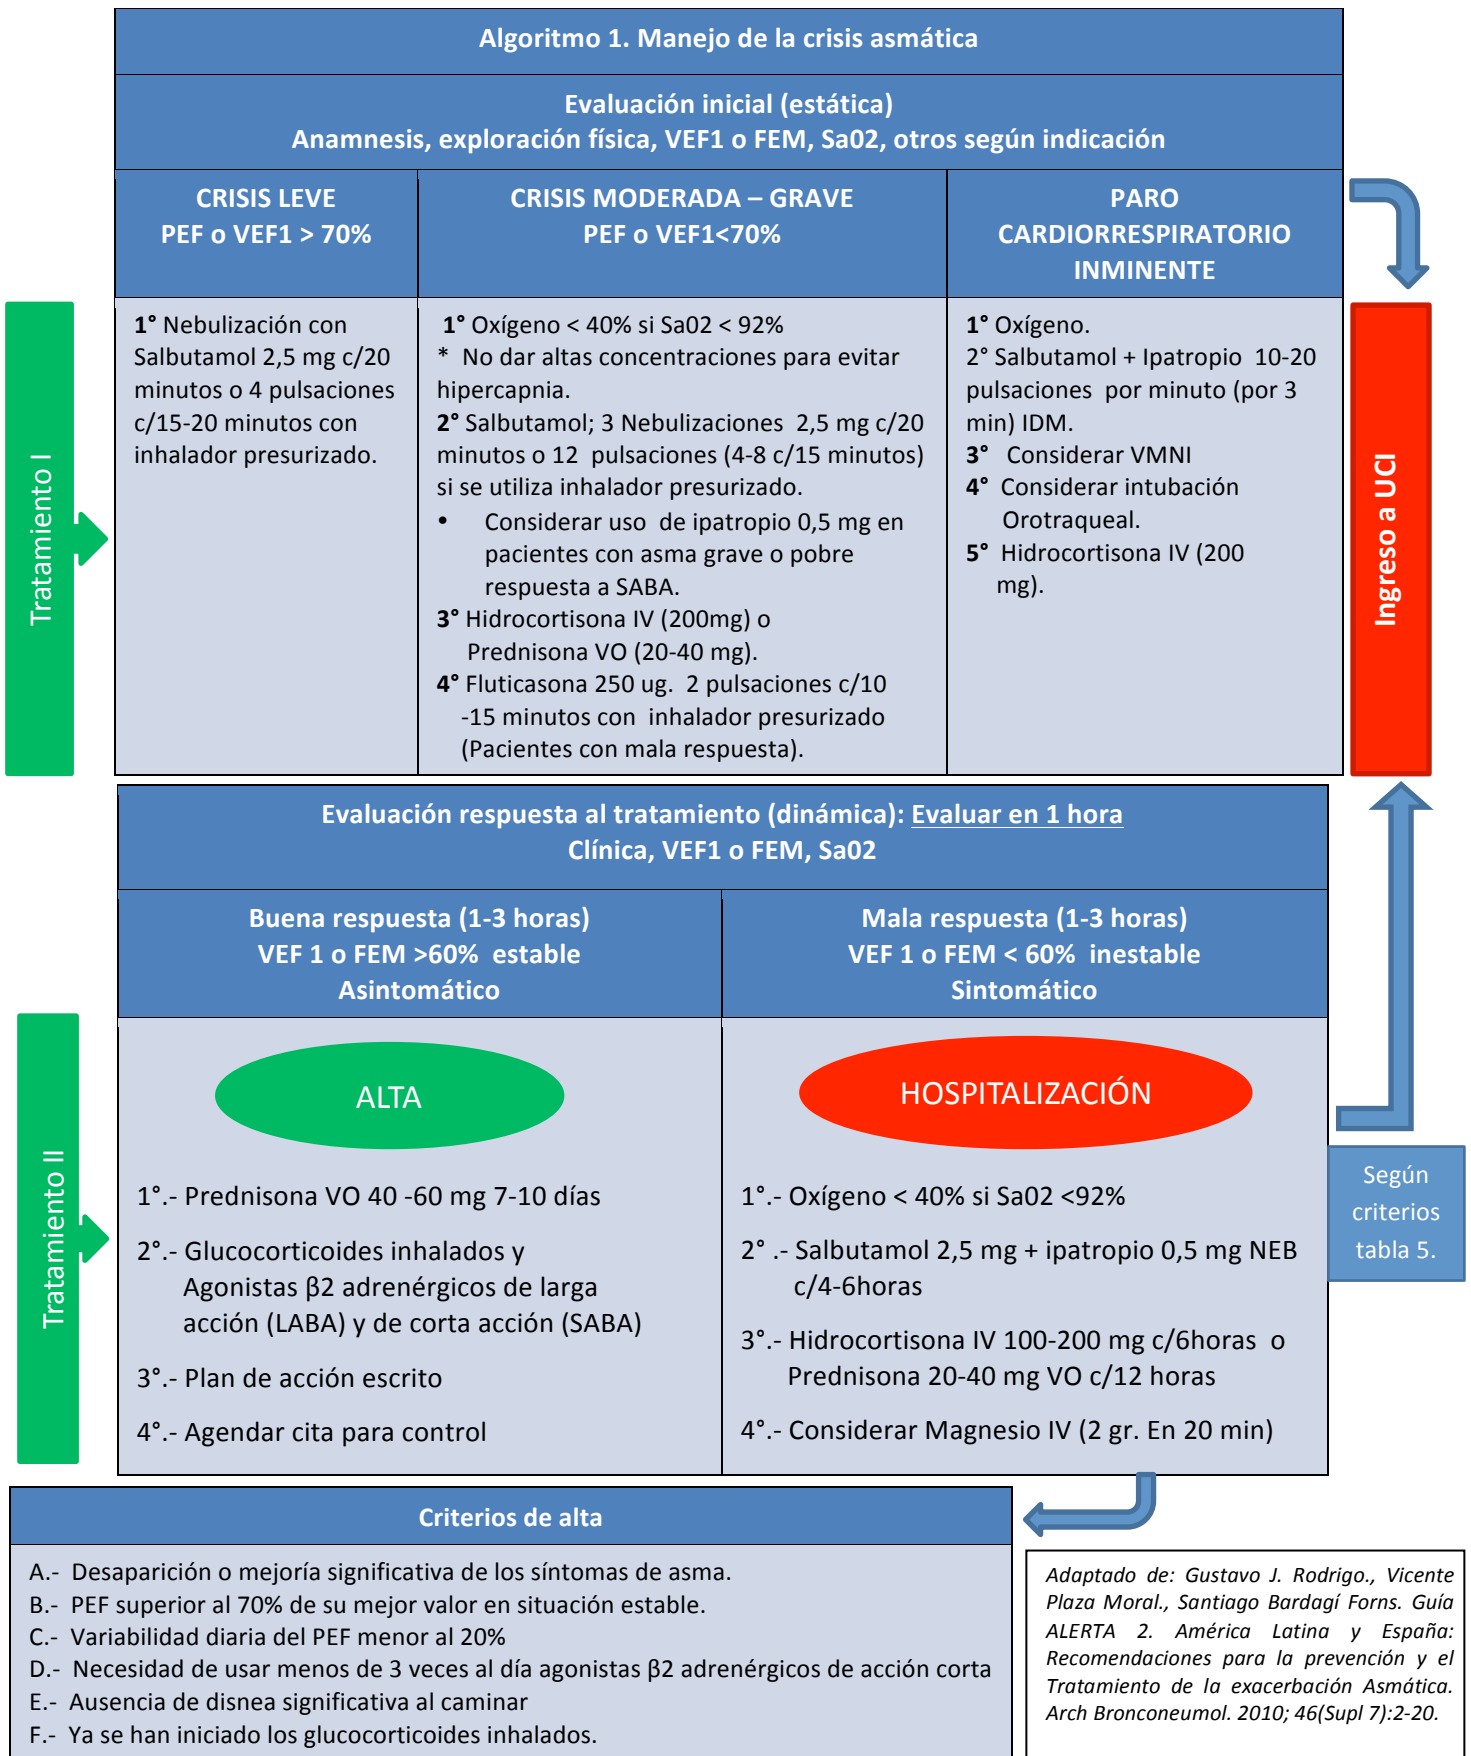 Algoritmo 1. Manejo de la crisis asmática
Evaluación inicial (estática)
Anamnesis, exploración física, VEF1 o FEM, Sa02, otros según indicación
CRISIS LEVE
PEF o VEF1 > 70%
CRISIS MODERADA – GRAVE
PEF o VEF1<70%
PARO
CARDIORRESPIRATORIO
INMINENTE
Tratamiento I
1° Nebulización con
Salbutamol 2,5 mg c/20
minutos o 4 pulsaciones
c/15-20 minutos con
inhalador presurizado.
1° Oxígeno < 40% si Sa02 < 92%
* No dar altas concentraciones para evitar
hipercapnia.
2° Salbutamol; 3 Nebulizaciones 2,5 mg c/20
minutos o 12 pulsaciones (4-8 c/15 minutos)
si se utiliza inhalador presurizado.
• Considerar uso de ipatropio 0,5 mg en
pacientes con asma grave o pobre
respuesta a SABA.
3° Hidrocortisona IV (200mg) o
Prednisona VO (20-40 mg).
4° Fluticasona 250 ug. 2 pulsaciones c/10
-15 minutos con inhalador presurizado
(Pacientes con mala respuesta).
1° Oxígeno.
2° Salbutamol + Ipatropio 10-20
pulsaciones por minuto (por 3
min) IDM.
3° Considerar VMNI
4° Considerar intubación
Orotraqueal.
5° Hidrocortisona IV (200
mg).
Ingreso a UCI
Evaluación respuesta al tratamiento (dinámica): Evaluar en 1 hora
Clínica, VEF1 o FEM, Sa02
Buena respuesta (1-3 horas)
VEF 1 o FEM >60% estable
Asintomático
Mala respuesta (1-3 horas)
VEF 1 o FEM < 60% inestable
Sintomático
Tratamiento II
ALTA
1°.- Prednisona VO 40 -60 mg 7-10 días
2°.- Glucocorticoides inhalados y
Agonistas β2 adrenérgicos de larga
acción (LABA) y de corta acción (SABA)
3°.- Plan de acción escrito
4°.- Agendar cita para control
HOSPITALIZACIÓN
1°.- Oxígeno < 40% si Sa02 <92%
2° .- Salbutamol 2,5 mg + ipatropio 0,5 mg NEB
c/4-6horas
3°.- Hidrocortisona IV 100-200 mg c/6horas o
Prednisona 20-40 mg VO c/12 horas
4°.- Considerar Magnesio IV (2 gr. En 20 min)
Según
criterios
tabla 5.
Criterios de alta
A.- Desaparición o mejoría significativa de los síntomas de asma.
B.- PEF superior al 70% de su mejor valor en situación estable.
C.- Variabilidad diaria del PEF menor al 20%
D.- Necesidad de usar menos de 3 veces al día agonistas β2 adrenérgicos de acción corta
E.- Ausencia de disnea significativa al caminar
F.- Ya se han iniciado los glucocorticoides inhalados.
Adaptado de: Gustavo J. Rodrigo., Vicente
Plaza Moral., Santiago Bardagí Forns. Guía
ALERTA 2. América Latina y España:
Recomendaciones para la prevención y el
Tratamiento de la exacerbación Asmática.
Arch Bronconeumol. 2010; 46(Supl 7):2-20.